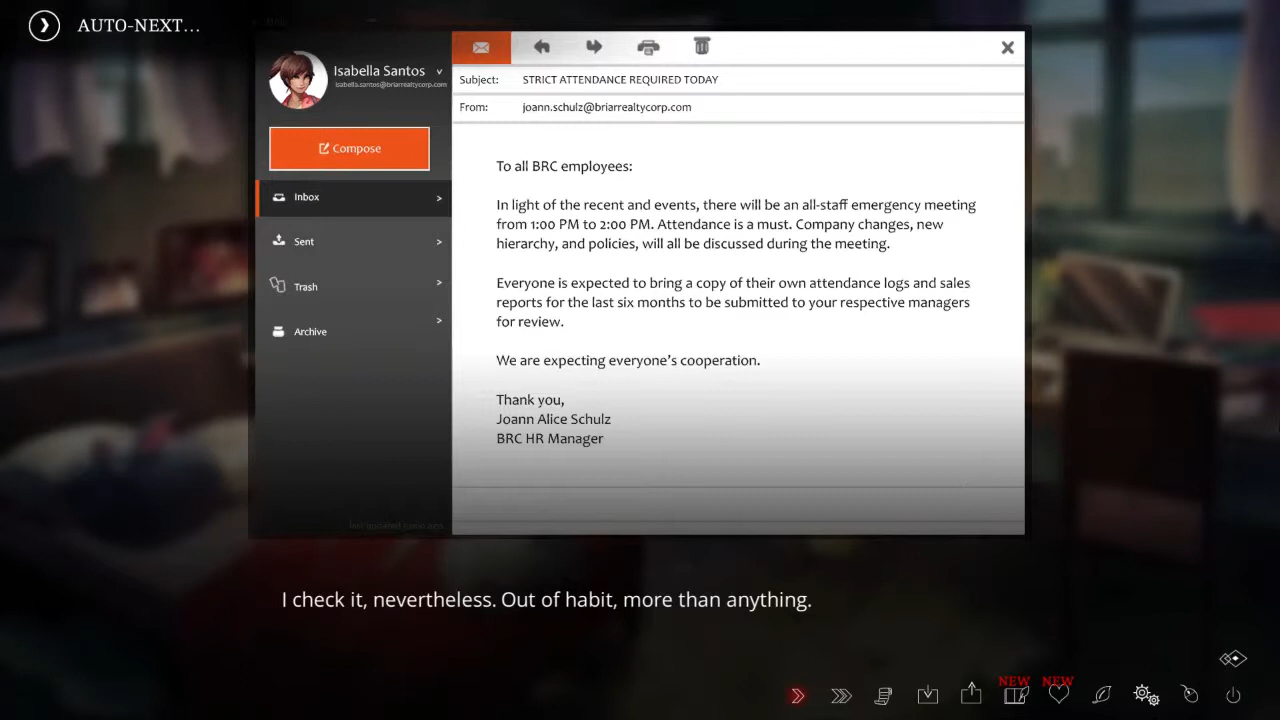 AUTO-NEXT...
Isabella Santos
isabella.santos@briarrealtycorp.com
Compose
Inbox
Sent
Trash
Archive
Subject: STRICT ATTENDANCE REQUIRED TODAY
From: joann.schulz@briarrealtycorp.com
To all BRC employees:
In light of the recent and events, there will be an all-staff emergency meeting
from 1:00 PM to 2:00 PM. Attendance is a must. Company changes, new
hierarchy, and policies, will all be discussed during the meeting.
Everyone is expected to bring a copy of their own attendance logs and sales
reports for the last six months to be submitted to your respective managers
for review.
We are expecting everyone's cooperation.
Thank you,
Joann Alice Schulz
BRC HR Manager
I check it, nevertheless. Out of habit, more than anything.
NEW NEW